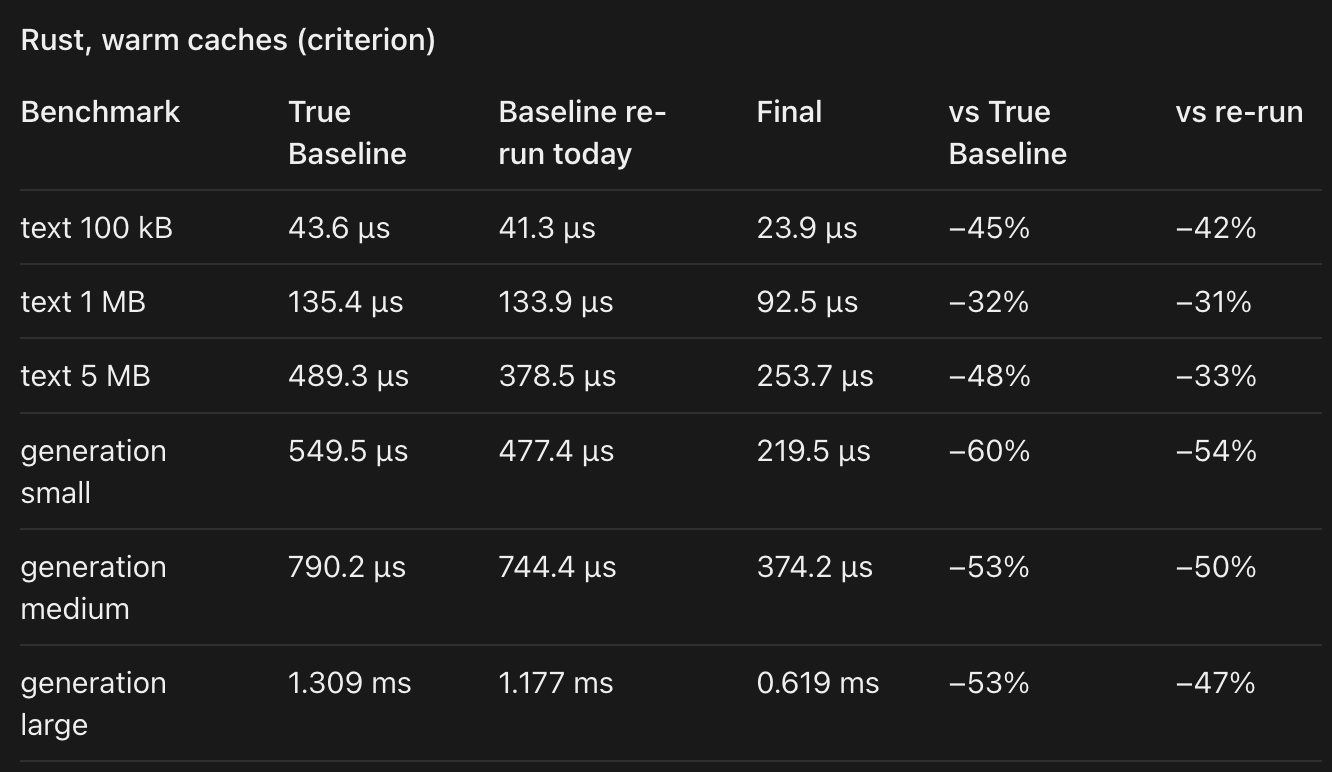 Rust, warm caches (criterion)
Benchmark True Baseline Baseline re-run today Final vs True Baseline vs re-run
text 100 kB 43.6 µs 41.3 µs 23.9 µs −45% −42%
text 1 MB 135.4 µs 133.9 µs 92.5 µs −32% −31%
text 5 MB 489.3 µs 378.5 µs 253.7 µs −48% −33%
generation small 549.5 µs 477.4 µs 219.5 µs −60% −54%
generation medium 790.2 µs 744.4 µs 374.2 µs −53% −50%
generation large 1.309 ms 1.177 ms 0.619 ms −53% −47%